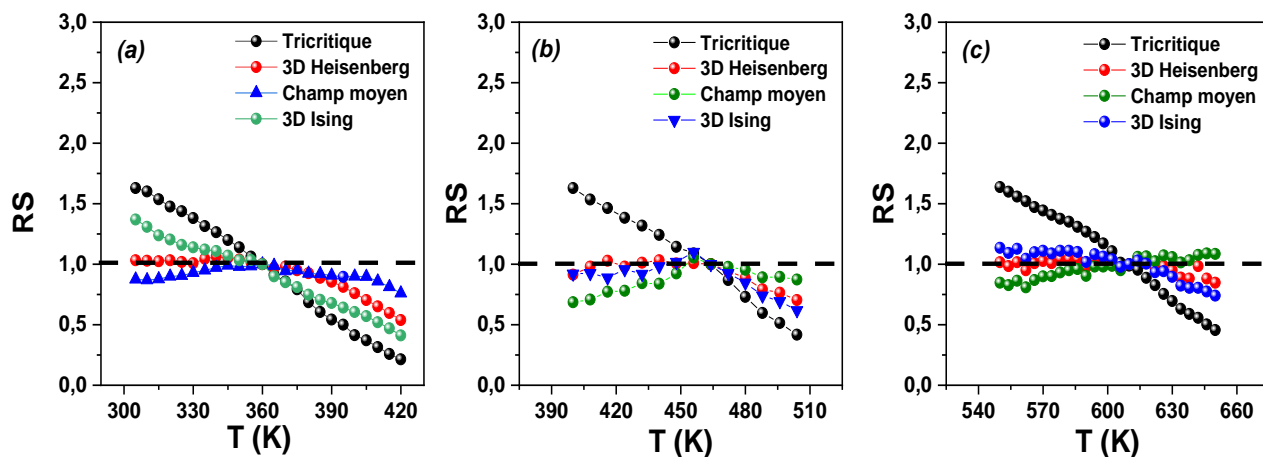 (a)
Tricritique
3D Heisenberg
Champ moyen
3D Ising
RS
3,0
2,5
2,0
1,5
1,0
0,5
0,0
300 330 360 390 420
T (K)
(b)
Tricritique
3D Heisenberg
Champ moyen
3D Ising
RS
3,0
2,5
2,0
1,5
1,0
0,5
0,0
390 420 450 480 510
T (K)
(c)
Tricritique
3D Heisenberg
Champ moyen
3D Ising
RS
3,0
2,5
2,0
1,5
1,0
0,5
0,0
540 570 600 630 660
T (K)